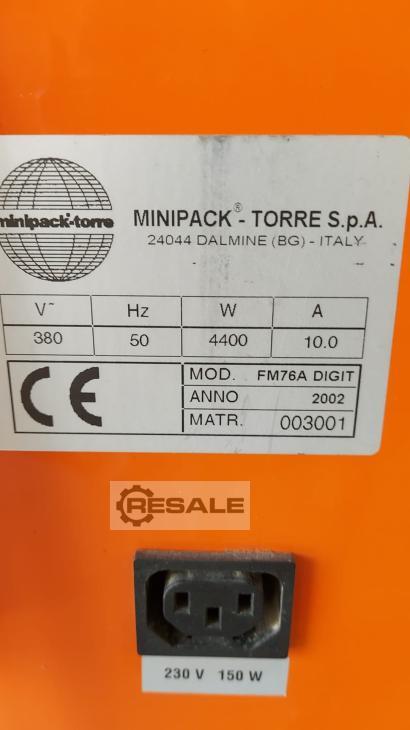 minipack-torre
MINIPACK® - TORRE S.p.A.
24044 DALMINE (BG) - ITALY
V~ Hz W A
380 50 4400 10.0
CE
MOD. FM76A DIGIT
ANNO 2002
MATR. 003001
RESALE
230 V 150 W